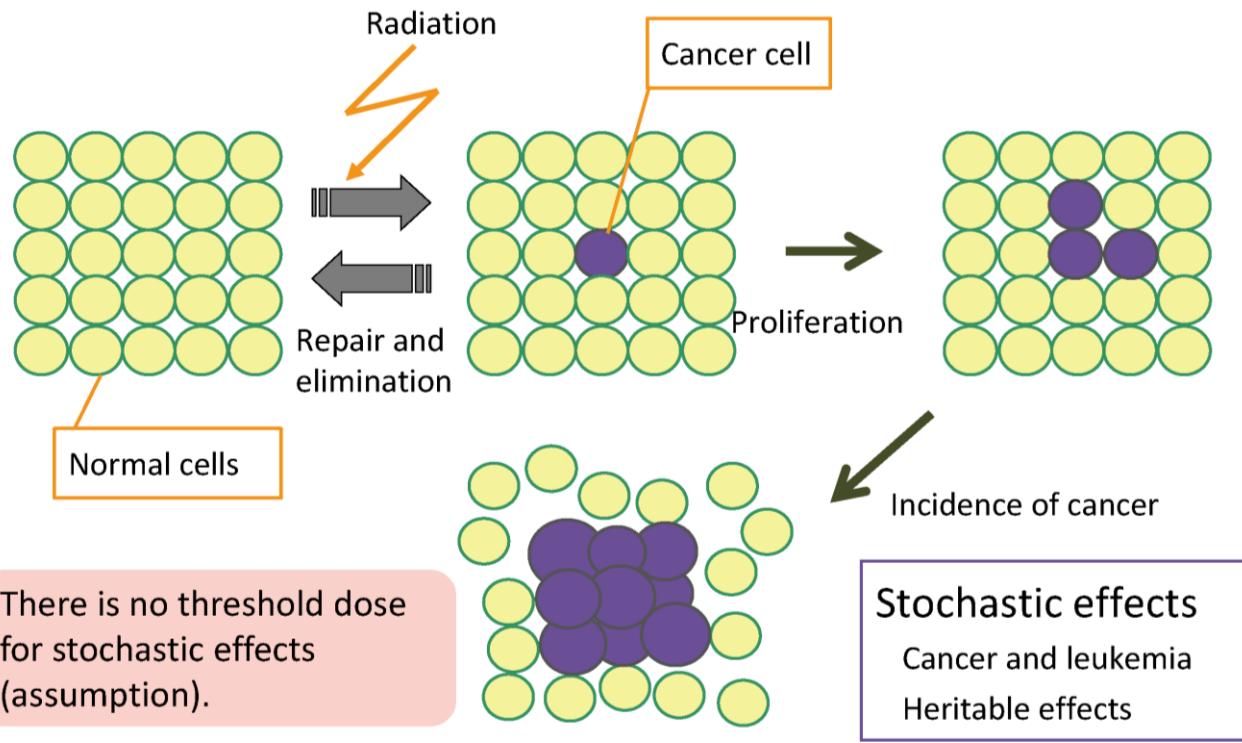 Radiation
Cancer cell
Repair and
elimination
Proliferation
Normal cells
Incidence of cancer
There is no threshold dose
for stochastic effects
(assumption).
Stochastic effects
Cancer and leukemia
Heritable effects